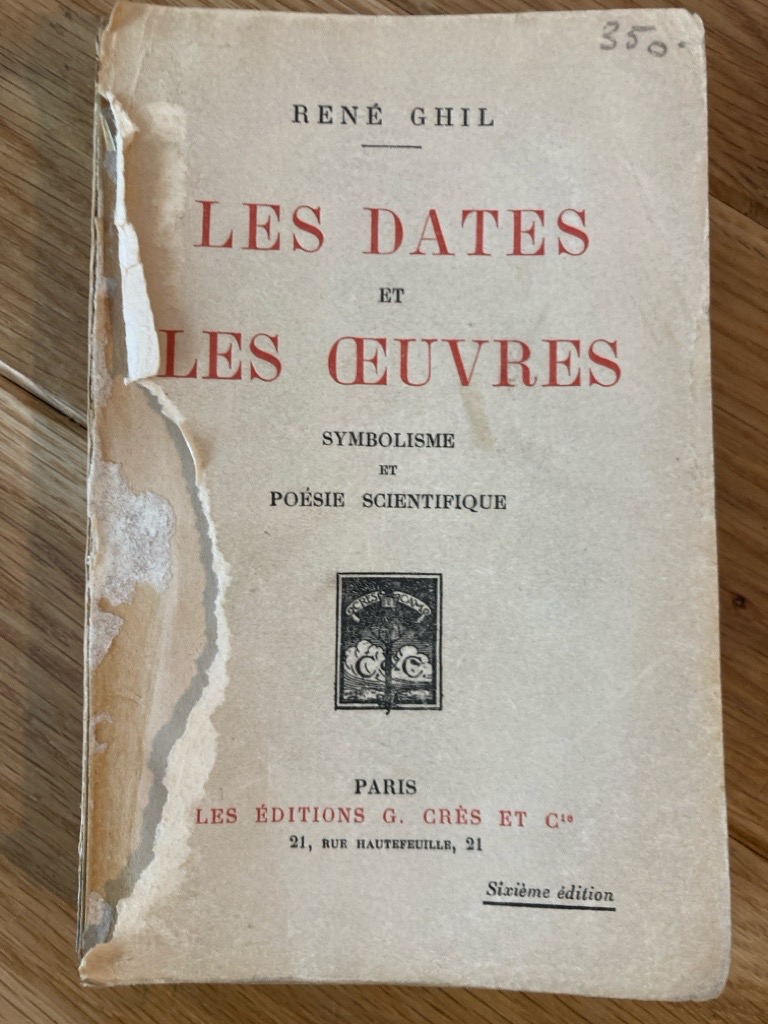 350.
RENÉ GHIL
LES DATES
ET
LES ŒUVRES
SYMBOLISME
ET
POÉSIE SCIENTIFIQUE
C & C
PARIS
LES ÉDITIONS G. CRÈS ET Cie
21, RUE HAUTEFEUILLE, 21
Sixième édition